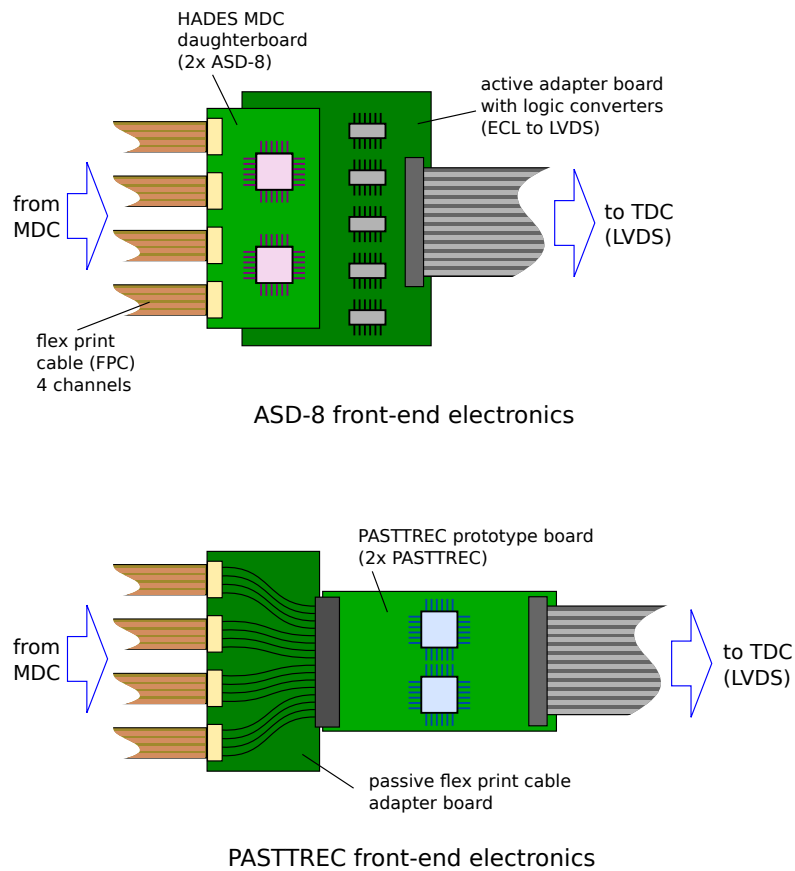 HADES MDC
daughterboard
(2x ASD-8)
active adapter board
with logic converters
(ECL to LVDS)
from
MDC
to TDC
(LVDS)
flex print
cable (FPC)
4 channels
ASD-8 front-end electronics
PASTTREC prototype board
(2x PASTTREC)
from
MDC
to TDC
(LVDS)
passive flex print cable
adapter board
PASTTREC front-end electronics